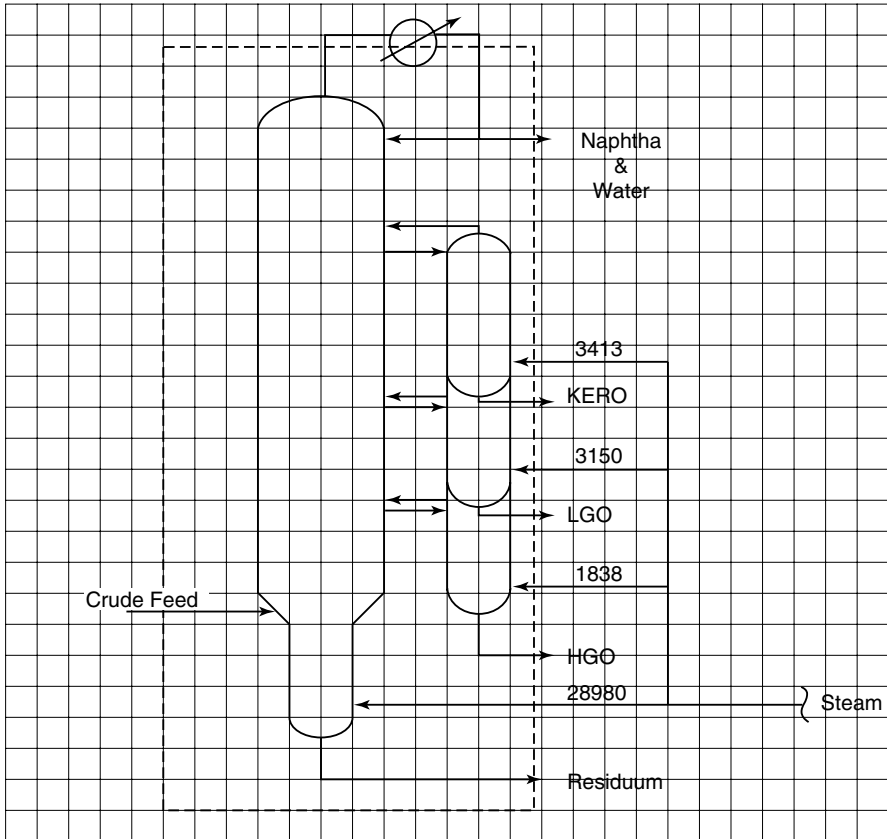 Naphtha
&
Water
3413
KERO
3150
LGO
1838
Crude Feed
HGO
28980
Steam
Residuum